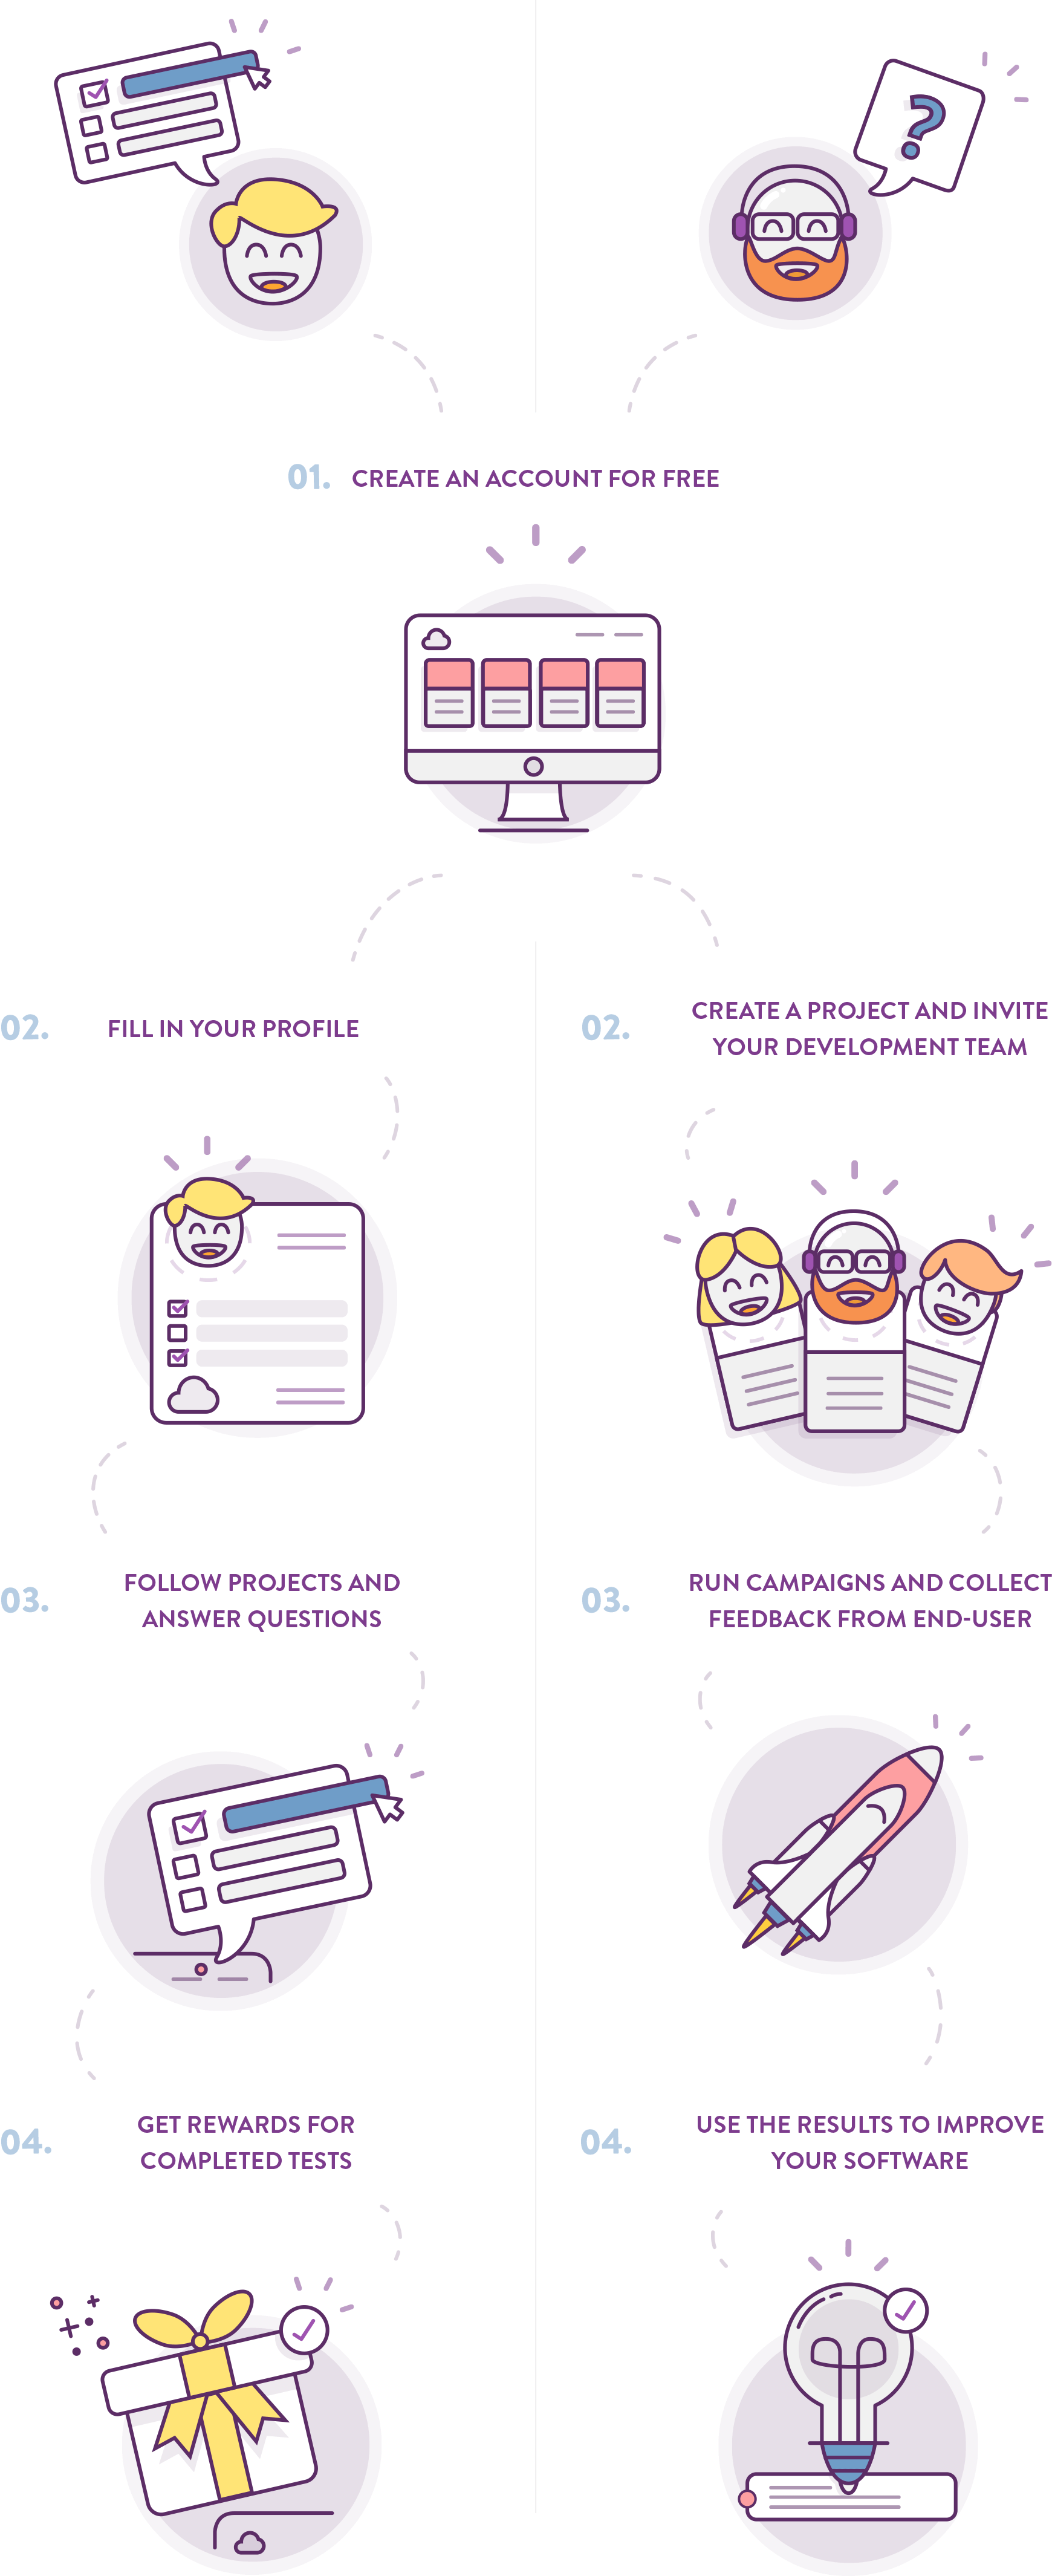 ?
01. CREATE AN ACCOUNT FOR FREE
02. FILL IN YOUR PROFILE
02. CREATE A PROJECT AND INVITE
YOUR DEVELOPMENT TEAM
03. FOLLOW PROJECTS AND
ANSWER QUESTIONS
03. RUN CAMPAIGNS AND COLLECT
FEEDBACK FROM END-USER
04. GET REWARDS FOR
COMPLETED TESTS
04. USE THE RESULTS TO IMPROVE
YOUR SOFTWARE